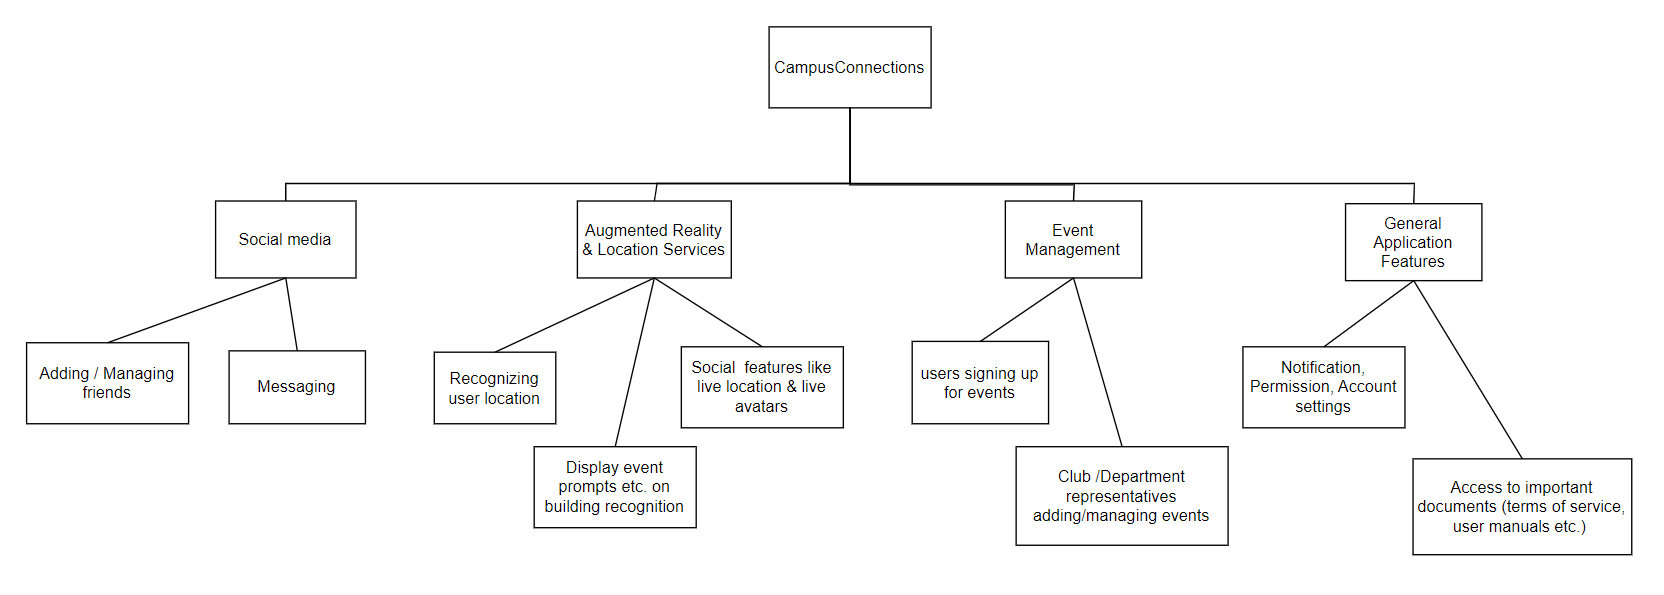 CampusConnections
Social media
Augmented Reality
& Location Services
Event
Management
General
Application
Features
Adding / Managing
friends
Messaging
Recognizing
user location
Social  features like
live location & live
avatars
users signing up
for events
Notification,
Permission, Account
settings
Display event
prompts etc. on
building recognition
Club /Department
representatives
adding/managing events
Access to important
documents (terms of service,
user manuals etc.)